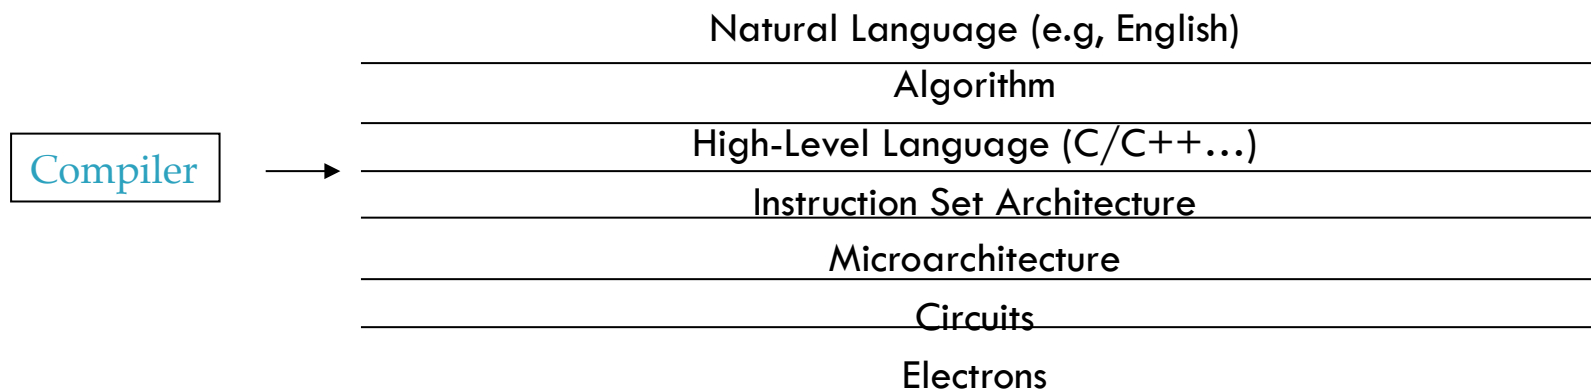 Natural Language (e.g, English)
Algorithm
High-Level Language (C/C++…)
Compiler
Instruction Set Architecture
Microarchitecture
Circuits
Electrons